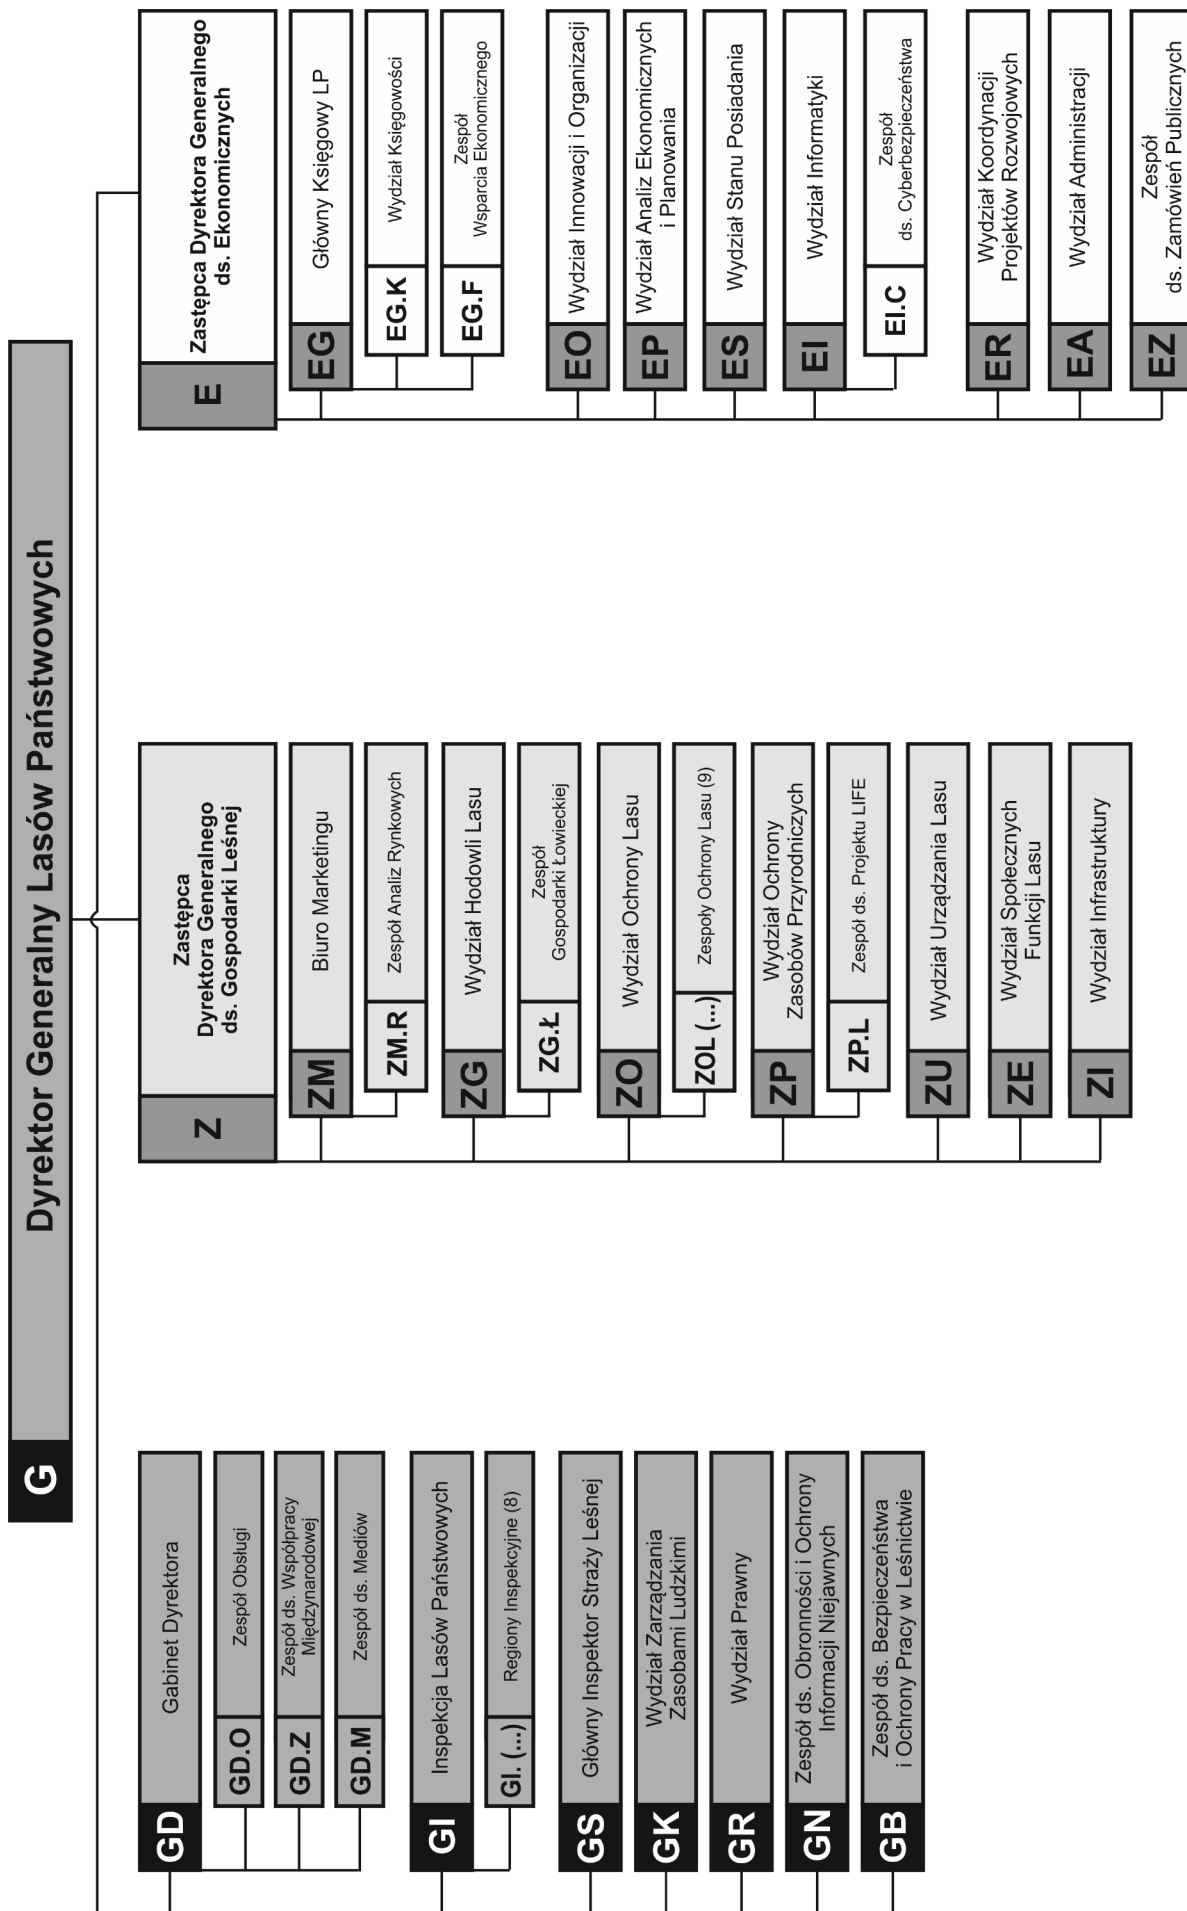 G
Dyrektor Generalny Lasów Państwowych
GD
Gabinet Dyrektora
GD.O
Zespół Obsługi
GD.Z
Zespół ds. Współpracy
Międzynarodowej
GD.M
Zespół ds. Mediów
GI
Inspekcja Lasów Państwowych
GI. (...)
Regiony Inspekcyjne (8)
GS
Główny Inspektor Straży Leśnej
GK
Wydział Zarządzania
Zasobami Ludzkimi
GR
Wydział Prawny
GN
Zespół ds. Obronności i Ochrony
Informacji Niejawnych
GB
Zespół ds. Bezpieczeństwa
i Ochrony Pracy w Leśnictwie
Z
Zastępca
Dyrektora Generalnego
ds. Gospodarki Leśnej
ZM
Biuro Marketingu
ZM.R
Zespół Analiz Rynkowych
ZG
Wydział Hodowli Lasu
ZG.Ł
Zespół
Gospodarki Łowieckiej
ZO
Wydział Ochrony Lasu
ZOL (...)
Zespoły Ochrony Lasu (9)
ZP
Wydział Ochrony
Zasobów Przyrodniczych
ZP.L
Zespół ds. Projektu LIFE
ZU
Wydział Urządzania Lasu
ZE
Wydział Społecznych
Funkcji Lasu
ZI
Wydział Infrastruktury
E
Zastępca Dyrektora Generalnego
ds. Ekonomicznych
EG
Główny Księgowy LP
EG.K
Wydział Księgowości
EG.F
Zespół
Wsparcia Ekonomicznego
EO
Wydział Innowacji i Organizacji
EP
Wydział Analiz Ekonomicznych
i Planowania
ES
Wydział Stanu Posiadania
EI
Wydział Informatyki
EI.C
Zespół
ds. Cyberbezpieczeństwa
ER
Wydział Koordynacji
Projektów Rozwojowych
EA
Wydział Administracji
EZ
Zespół
ds. Zamówień Publicznych